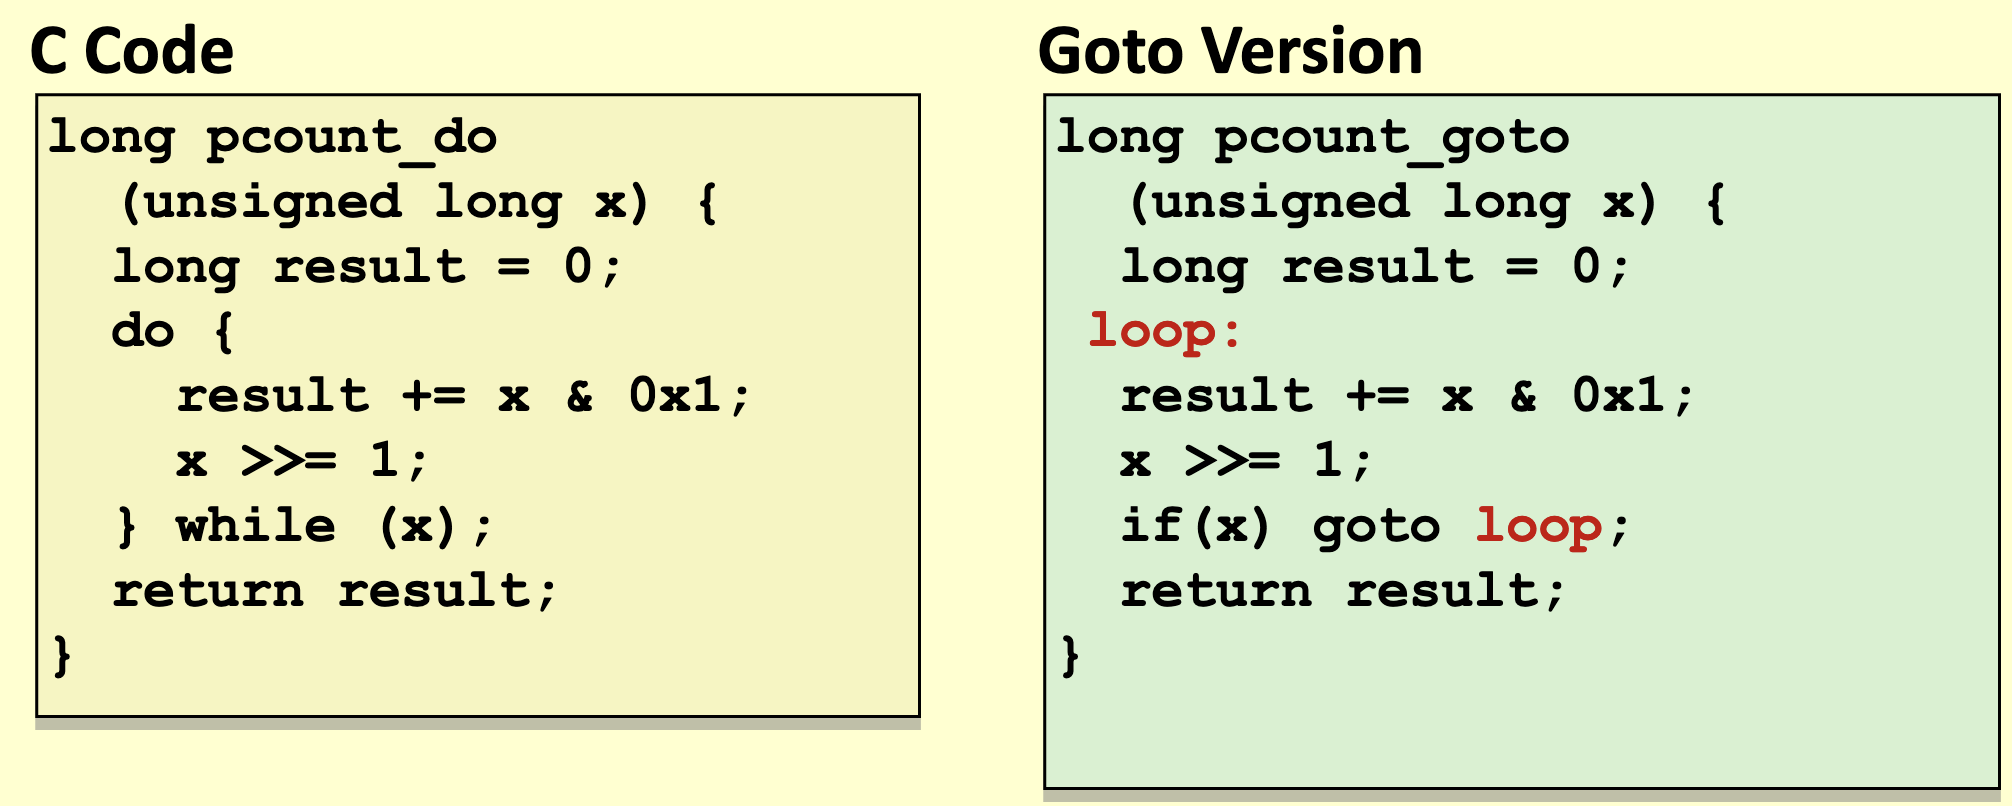 C Code
long pcount_do
(unsigned long x) {
long result = 0;
do {
result += x & 0x1;
x >>= 1;
} while (x);
return result;
}
Goto Version
long pcount_goto
(unsigned long x) {
long result = 0;
loop:
result += x & 0x1;
x >>= 1;
if(x) goto loop;
return result;
}